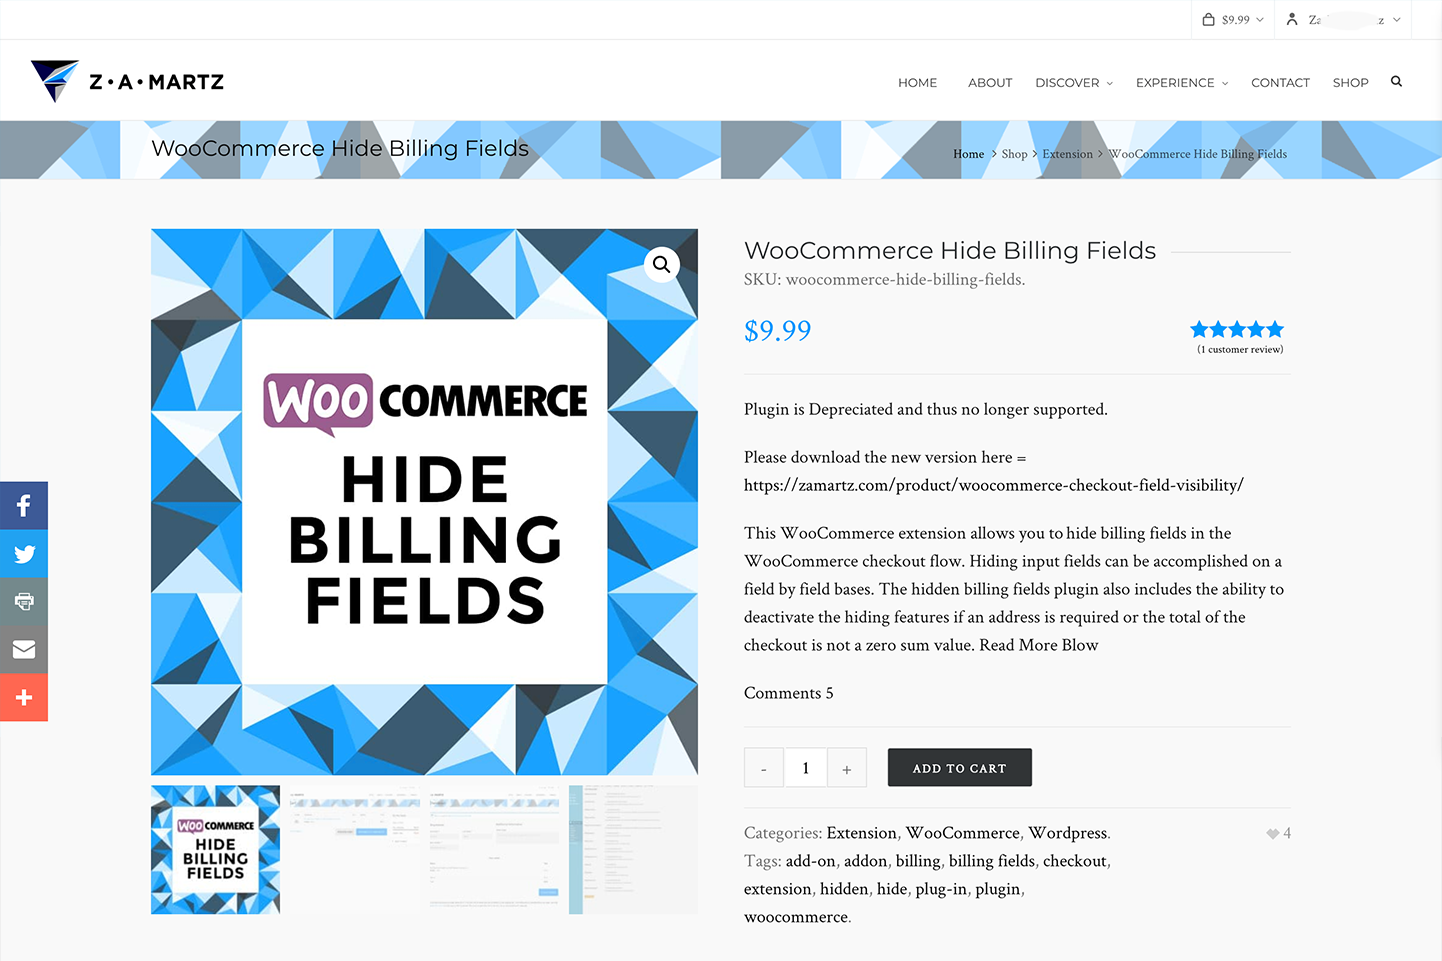 $9.99
Z·A·MARTZ
HOME ABOUT DISCOVER EXPERIENCE CONTACT SHOP
WooCommerce Hide Billing Fields
Home > Shop > Extension > WooCommerce Hide Billing Fields
WOO COMMERCE
HIDE
BILLING
FIELDS
WooCommerce Hide Billing Fields
SKU: woocommerce-hide-billing-fields.
$9.99
(1 customer review)
Plugin is Depreciated and thus no longer supported.
Please download the new version here =
https://zamartz.com/product/woocommerce-checkout-field-visibility/
This WooCommerce extension allows you to hide billing fields in the
WooCommerce checkout flow. Hiding input fields can be accomplished on a
field by field bases. The hidden billing fields plugin also includes the ability to
deactivate the hiding features if an address is required or the total of the
checkout is not a zero sum value. Read More Blow
Comments 5
- 1 + ADD TO CART
Categories: Extension, WooCommerce, Wordpress.
4
Tags: add-on, addon, billing, billing fields, checkout,
extension, hidden, hide, plug-in, plugin,
woocommerce.
WOO COMMERCE
HIDE
BILLING
FIELDS